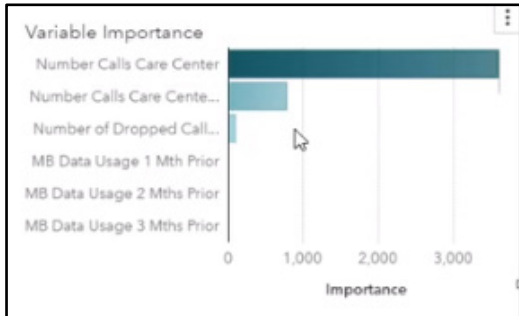 Variable Importance
Number Calls Care Center
Number Calls Care Cente...
Number of Dropped Call...
MB Data Usage 1 Mth Prior
MB Data Usage 2 Mths Prior
MB Data Usage 3 Mths Prior
0 1,000 2,000 3,000
Importance